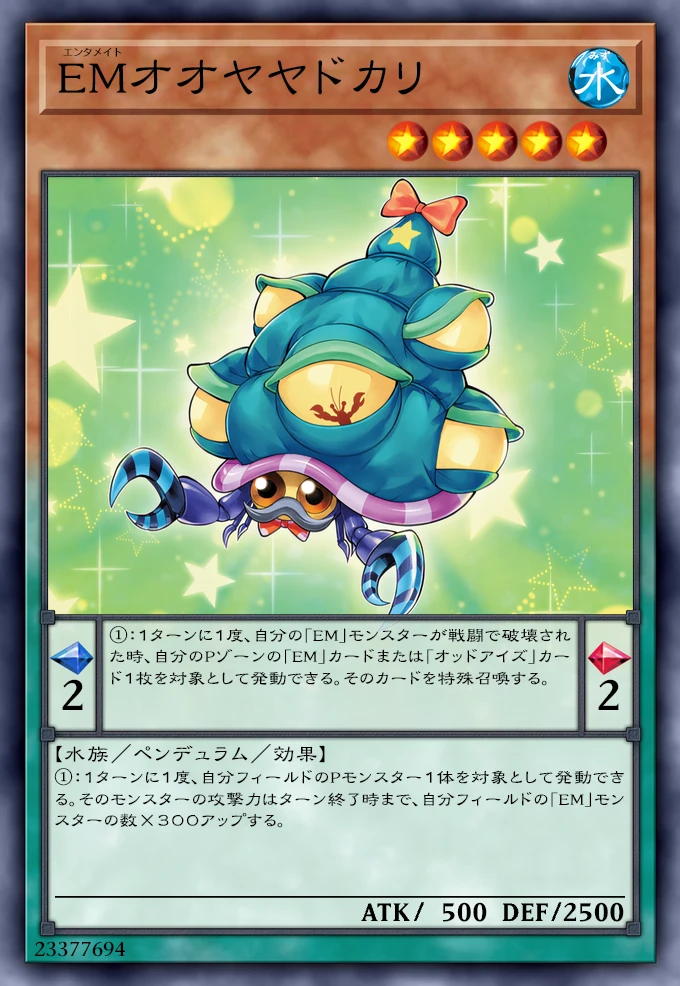 エンタメイト
EMオオヤヤドカリ
みず
水
①：1ターンに1度、自分の「EM」モンスターが戦闘で破壊され
た時、自分のPゾーンの「EM」カードまたは「オッドアイズ」カー
ド1枚を対象として発動できる。そのカードを特殊召喚する。
2
2
【水族／ペンデュラム／効果】
①：1ターンに1度、自分フィールドのPモンスター1体を対象として発動でき
る。そのモンスターの攻撃力はターン終了時まで、自分フィールドの「EM」モン
スターの数×300アップする。
ATK/ 500 DEF/2500
23377694